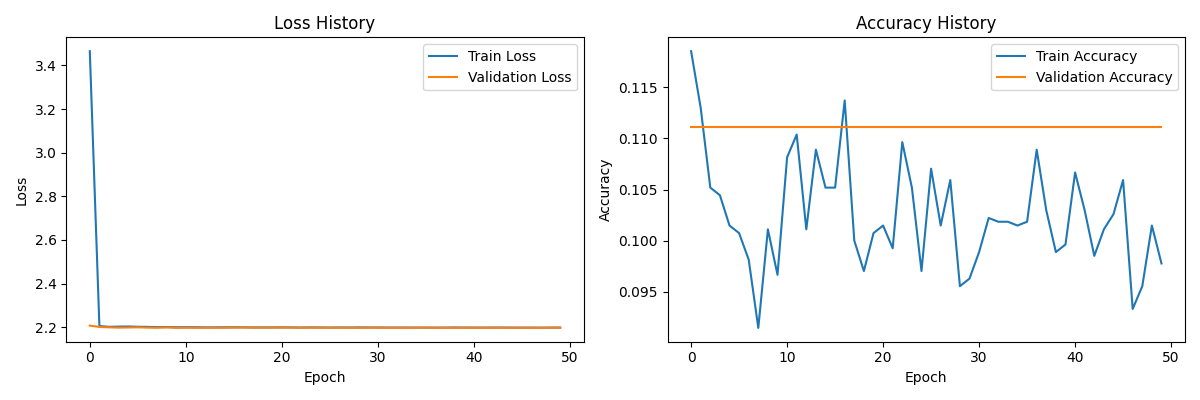 Loss History
Train Loss
Validation Loss
3.4
3.2
3.0
2.8
2.6
2.4
2.2
Loss
0 10 20 30 40 50
Epoch
Accuracy History
Train Accuracy
Validation Accuracy
0.115
0.110
0.105
0.100
0.095
Accuracy
0 10 20 30 40 50
Epoch